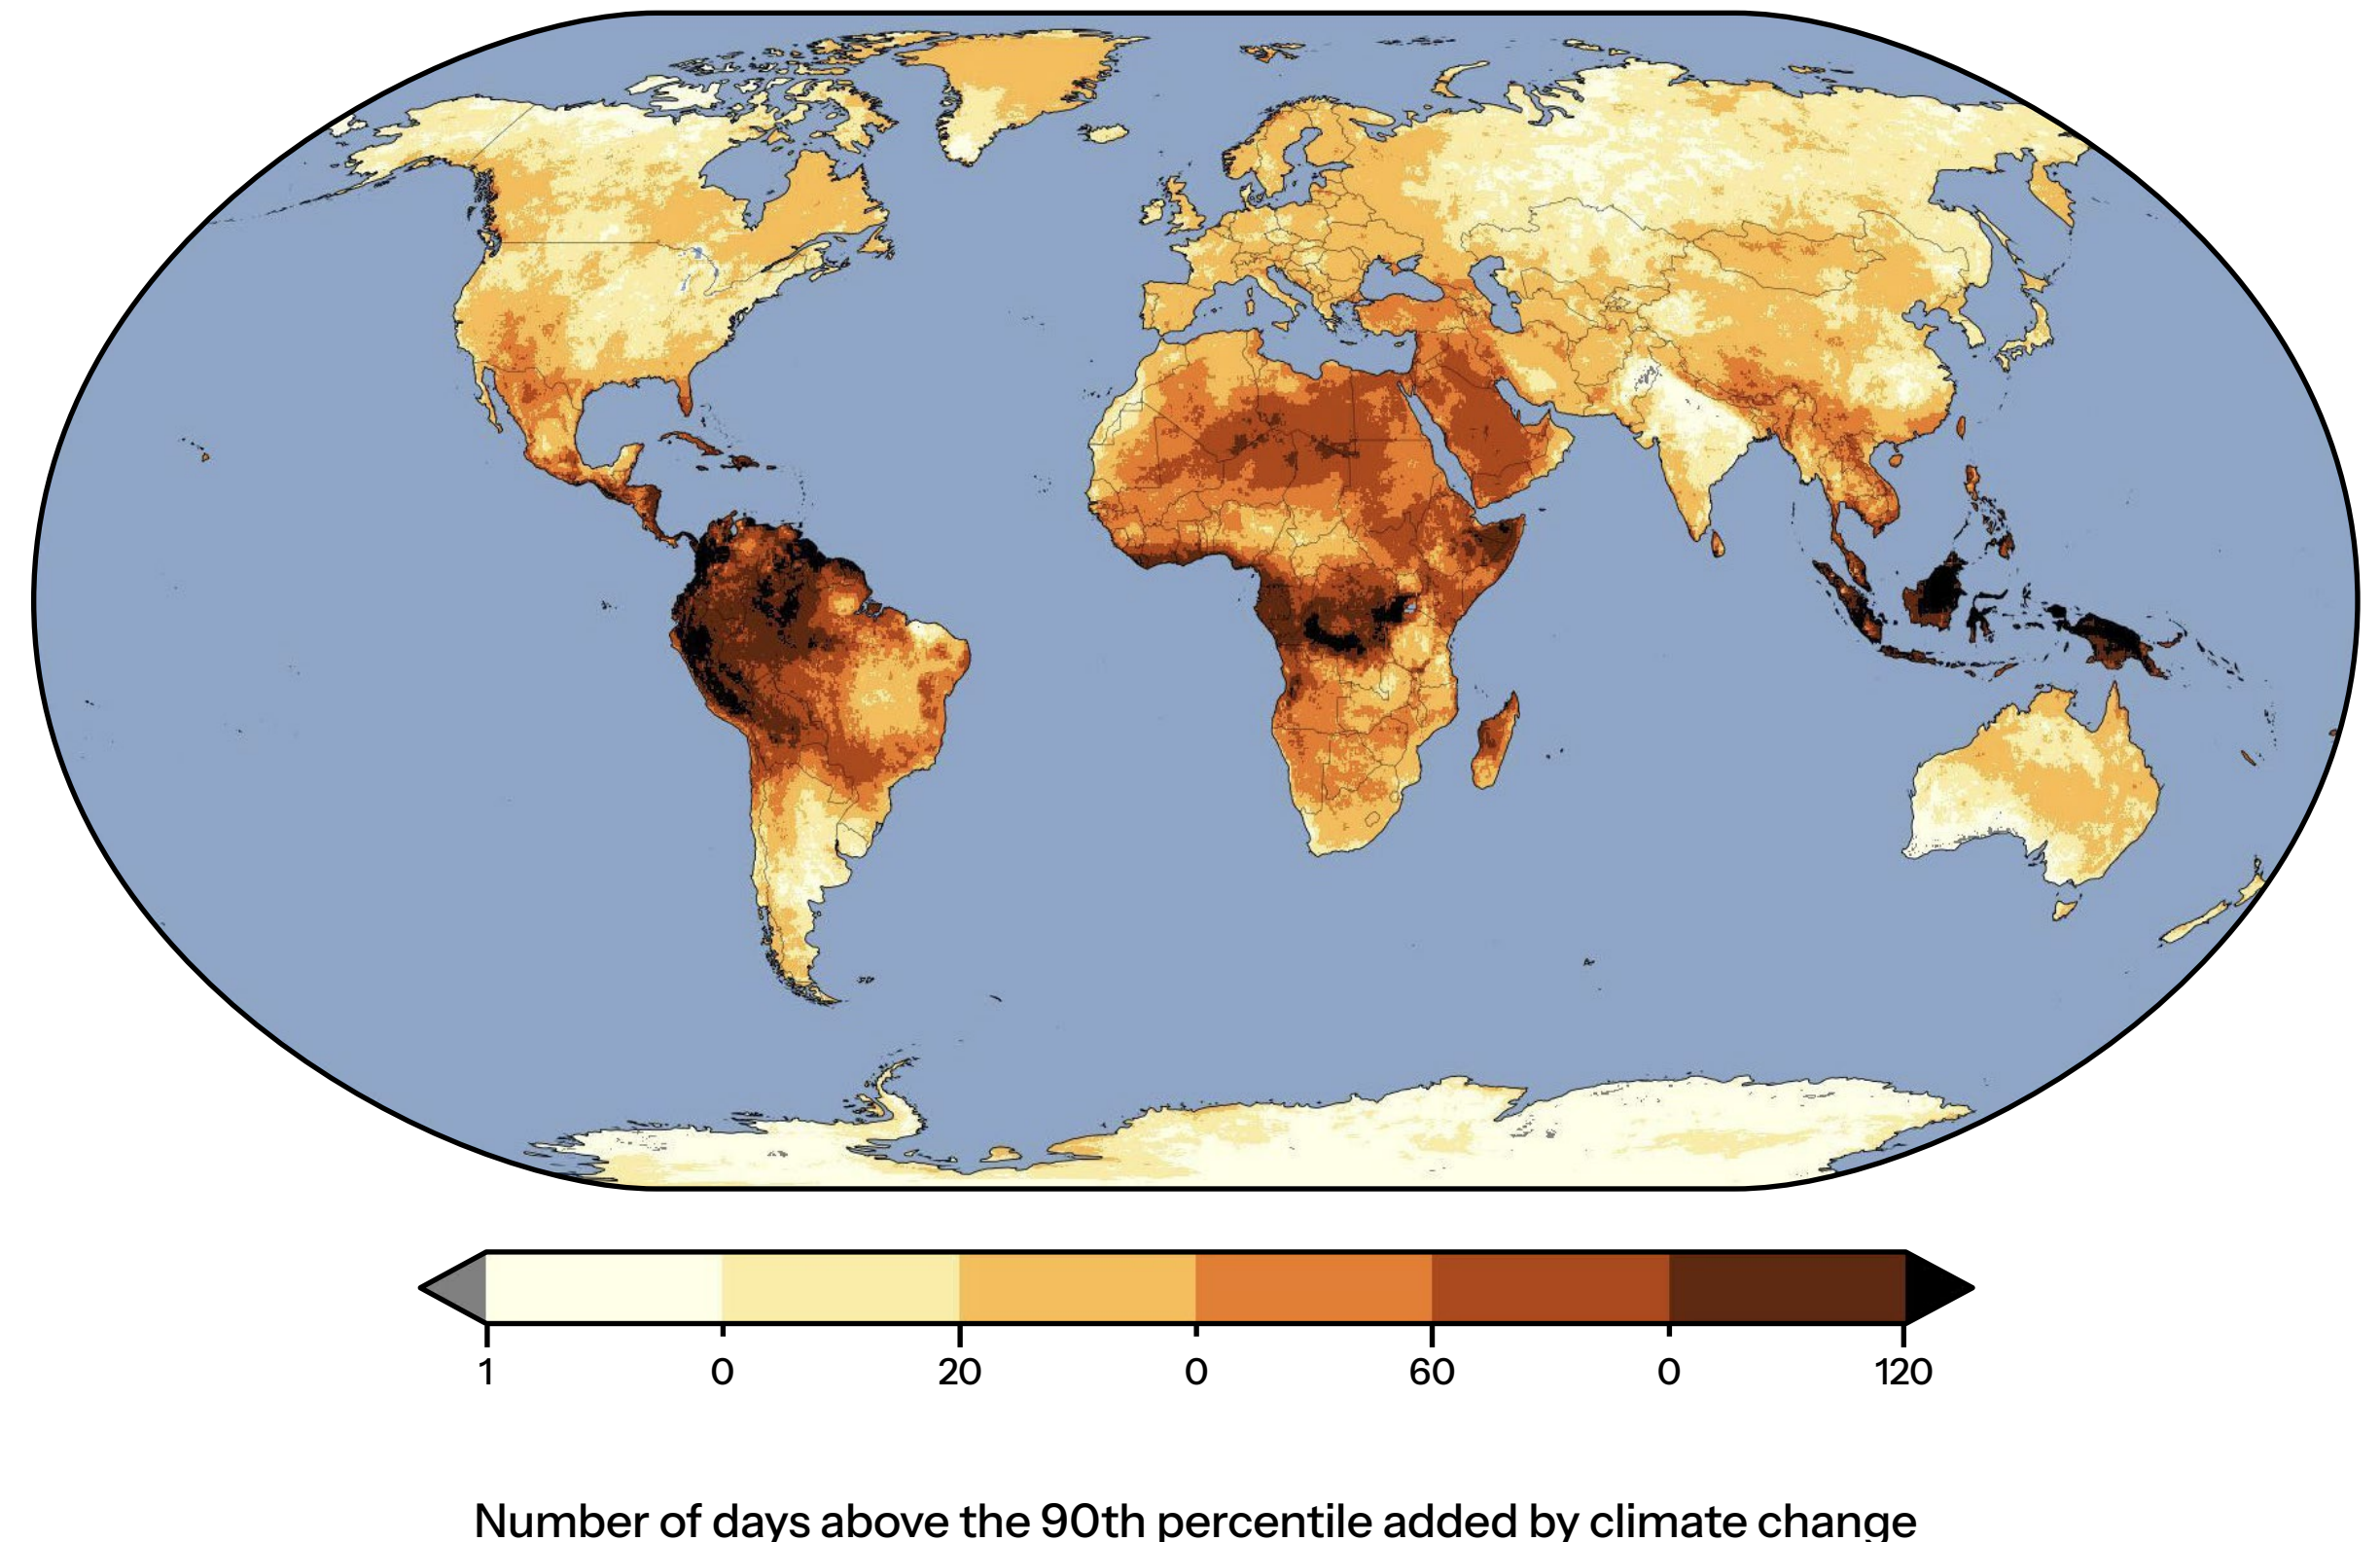 1 0 20 0 60 0 120
Number of days above the 90th percentile added by climate change